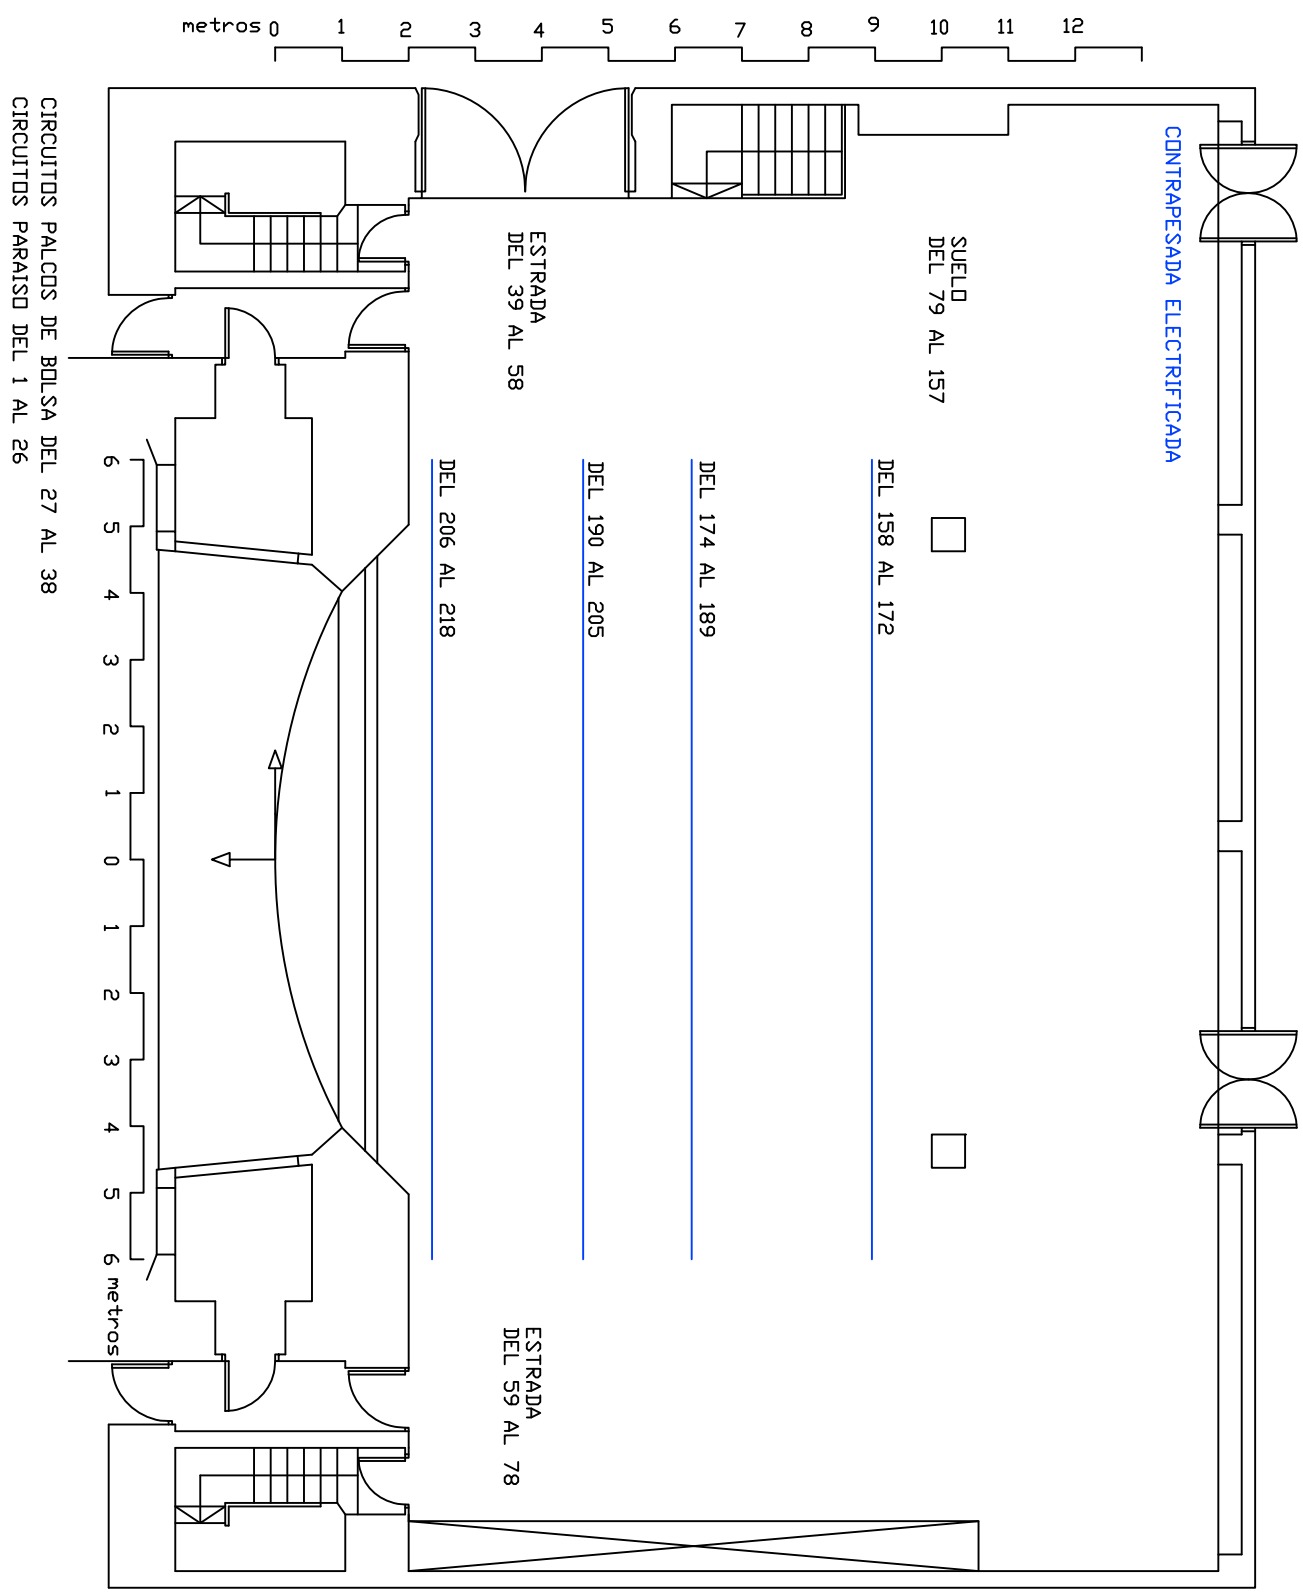 metros 0 1 2 3 4 5 6 7 8 9 10 11 12
CONTRAPESADA ELECTRIFICADA
SUELO
DEL 79 AL 157
ESTRADA
DEL 39 AL 58
DEL 158 AL 172
DEL 174 AL 189
DEL 190 AL 205
DEL 206 AL 218
6 5 4 3 2 1 0 1 2 3 4 5 6 metros
ESTRADA
DEL 59 AL 78
CIRCUITOS PALCOS DE BOLSA DEL 27 AL 38
CIRCUITOS PARAISO DEL 1 AL 26